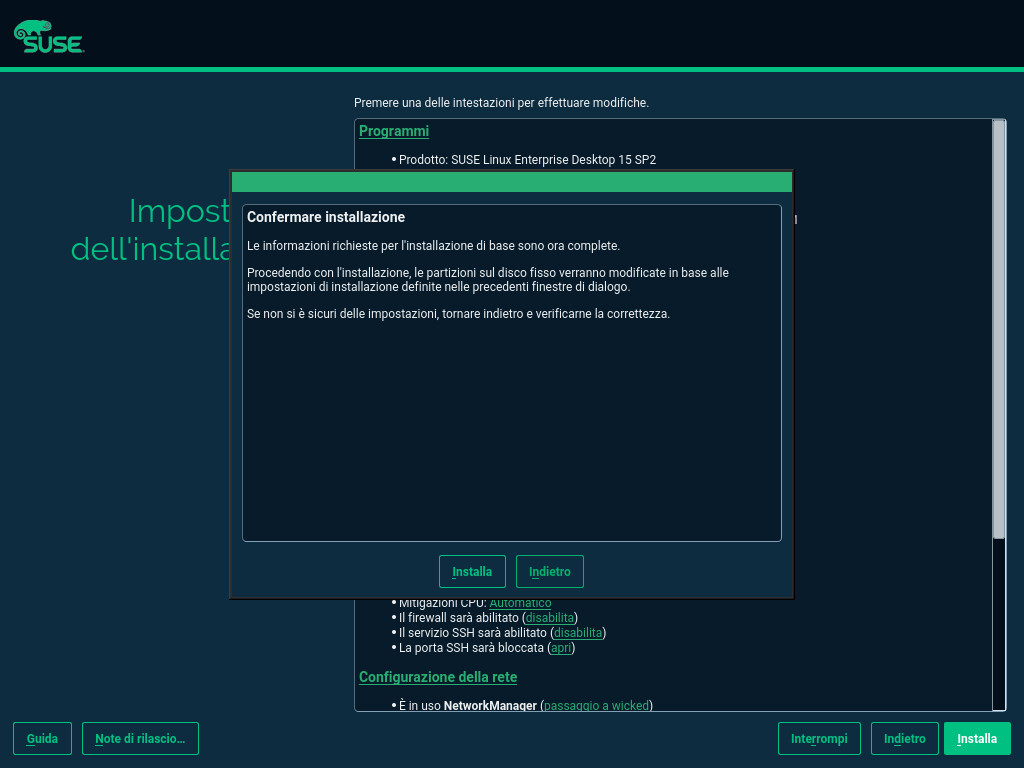 SUSE
Premere una delle intestazioni per effettuare modifiche.
Programmi
• Prodotto: SUSE Linux Enterprise Desktop 15 SP2
Impost
dell'installa
Confermare installazione
Le informazioni richieste per l'installazione di base sono ora complete.
Procedendo con l'installazione, le partizioni sul disco fisso verranno modificate in base alle
impostazioni di installazione definite nelle precedenti finestre di dialogo.
Se non si è sicuri delle impostazioni, tornare indietro e verificarne la correttezza.
Installa
Indietro
• Mitigazioni CPU: Automatico
• Il firewall sarà abilitato (disabilita)
• Il servizio SSH sarà abilitato (disabilita)
• La porta SSH sarà bloccata (apri)
Configurazione della rete
• È in uso NetworkManager (passaggio a wicked)
Guida
Note di rilascio...
Interrompi
Indietro
Installa